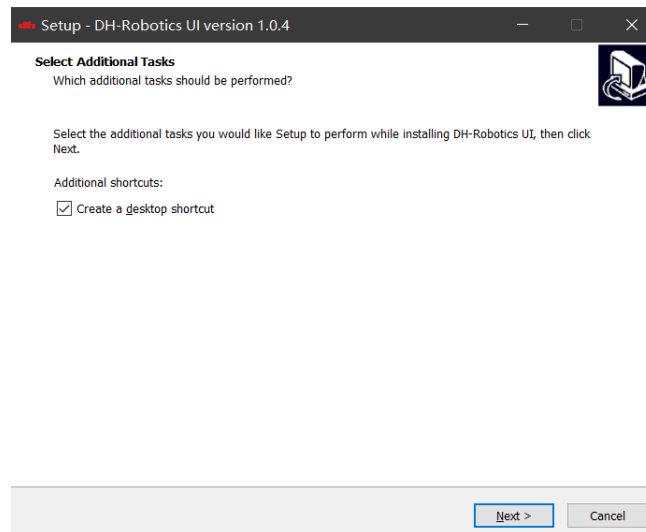 Setup - DH-Robotics UI version 1.0.4
Select Additional Tasks
Which additional tasks should be performed?
Select the additional tasks you would like Setup to perform while installing DH-Robotics UI, then click
Next.
Additional shortcuts:
Create a desktop shortcut
Next >
Cancel